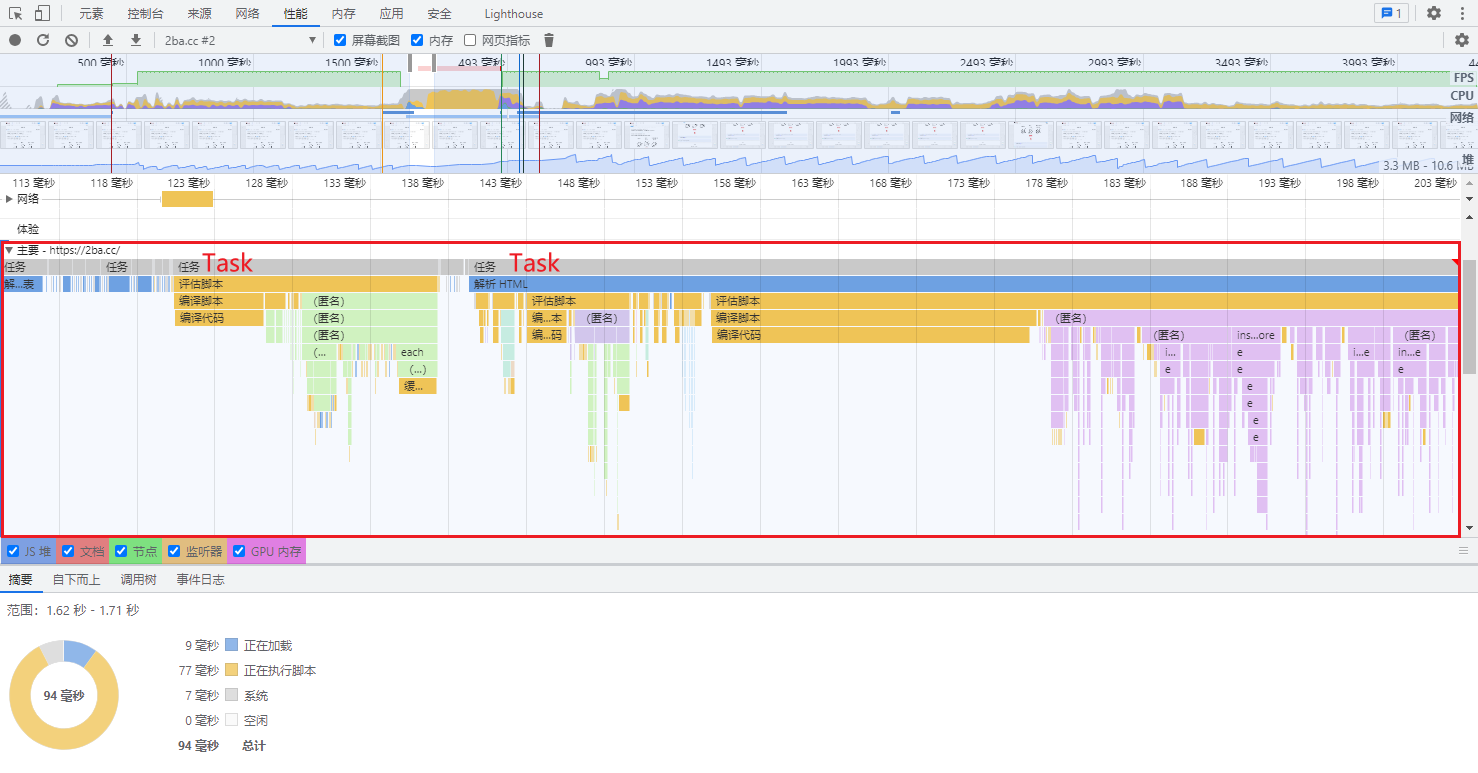 元素 控制台 来源 网络 性能 内存 应用 安全 Lighthouse 1
2ba.cc #2 屏幕截图 内存 网页指标
500 毫秒 1000 毫秒 1500 毫秒 493 毫秒 993 毫秒 1493 毫秒 1993 毫秒 2493 毫秒 2993 毫秒 3493 毫秒 3993 毫秒
FPS
CPU
网络
堆
3.3 MB - 10.6 MB
113 毫秒 118 毫秒 123 毫秒 128 毫秒 133 毫秒 138 毫秒 143 毫秒 148 毫秒 153 毫秒 158 毫秒 163 毫秒 168 毫秒 173 毫秒 178 毫秒 183 毫秒 188 毫秒 193 毫秒 198 毫秒 203 毫秒
网络
体验
主要 - https://2ba.cc/
任务 任务 任务 Task 任务 Task
解...表 评估脚本 解析 HTML
编译脚本 (匿名) 评估脚本 评估脚本
编译代码 (匿名) 编...本 (匿名) 编译脚本 (匿名)
(匿名) 编...码 编译代码 (匿名) ins...ore (匿名)
(... each i... e i...e in...e
(...) e e e
缓... e
e
e
e
JS 堆 文档 节点 监听器 GPU 内存
摘要 自下而上 调用树 事件日志
范围: 1.62 秒 - 1.71 秒
94 毫秒
9 毫秒 正在加载
77 毫秒 正在执行脚本
7 毫秒 系统
0 毫秒 空闲
94 毫秒 总计